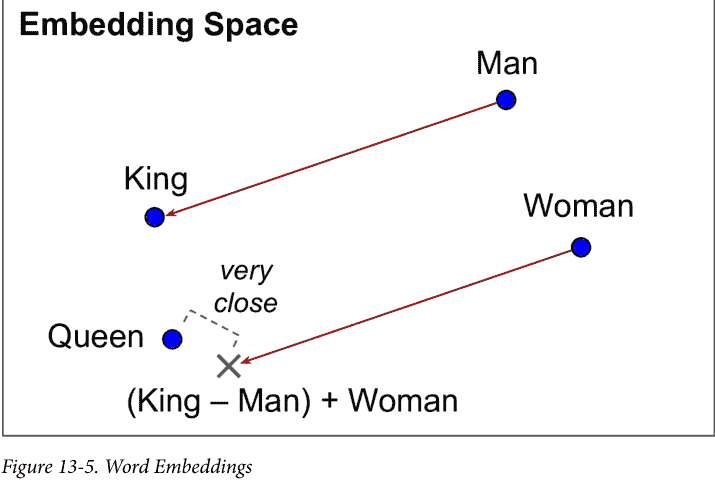 Embedding Space
Man
King
Woman
very
close
Queen
(King – Man) + Woman
Figure 13-5. Word Embeddings